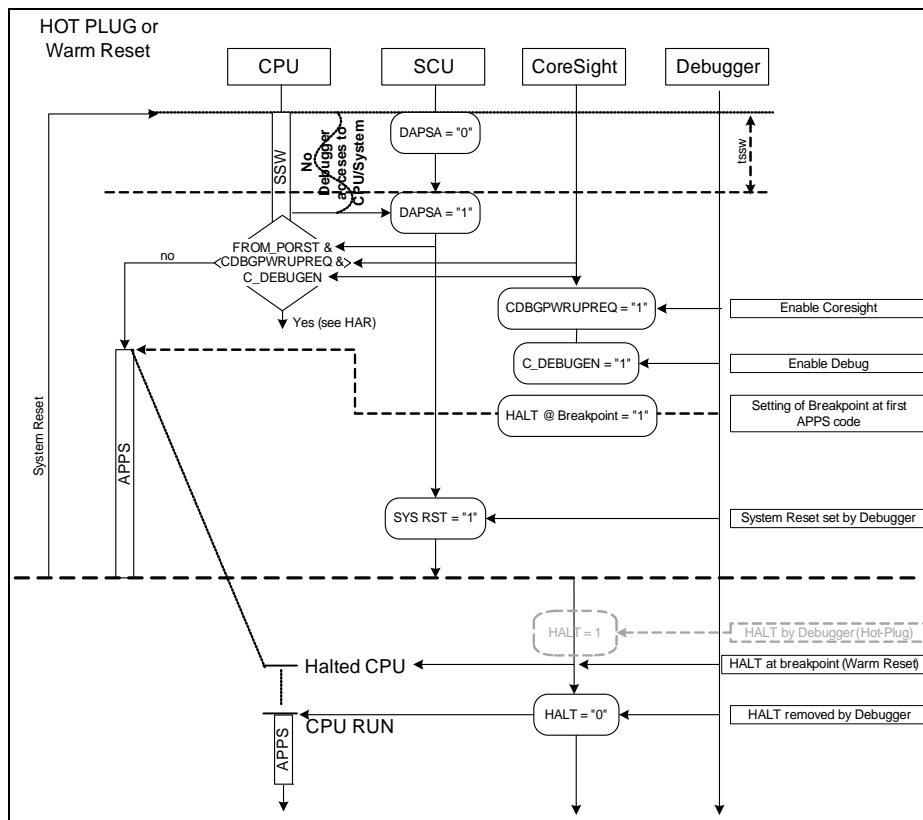 HOT PLUG or
Warm Reset
CPU
SCU
CoreSight
Debugger
DAPSA = "0"
SSW
No
Debugger
acceses to
CPU/System
tssw
DAPSA = "1"
FROM_PORST &
CDBGPWRUPREQ &
C_DEBUGEN
no
Yes (see HAR)
CDBGPWRUPREQ = "1"
Enable Coresight
C_DEBUGEN = "1"
Enable Debug
HALT @ Breakpoint = "1"
Setting of Breakpoint at first
APPS code
System Reset
APPS
SYS RST = "1"
System Reset set by Debugger
HALT = 1
HALT by Debugger (Hot-Plug)
Halted CPU
HALT at breakpoint (Warm Reset)
HALT = "0"
HALT removed by Debugger
CPU RUN
APPS